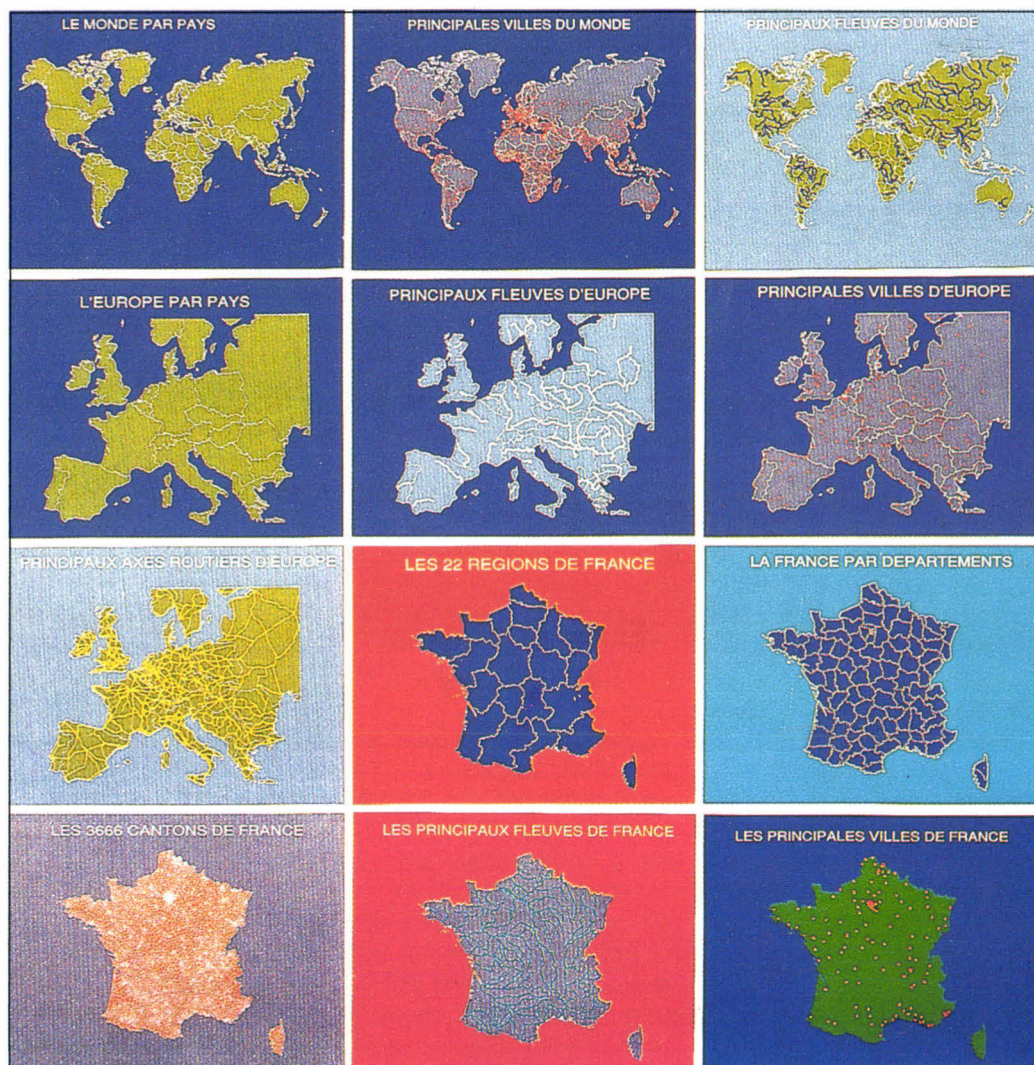 LE MONDE PAR PAYS
PRINCIPALES VILLES DU MONDE
PRINCIPAUX FLEUVES DU MONDE
L'EUROPE PAR PAYS
PRINCIPAUX FLEUVES D'EUROPE
PRINCIPALES VILLES D'EUROPE
PRINCIPAUX AXES ROUTIERS D'EUROPE
LES 22 REGIONS DE FRANCE
LA FRANCE PAR DEPARTEMENTS
LES 3666 CANTONS DE FRANCE
LES PRINCIPAUX FLEUVES DE FRANCE
LES PRINCIPALES VILLES DE FRANCE